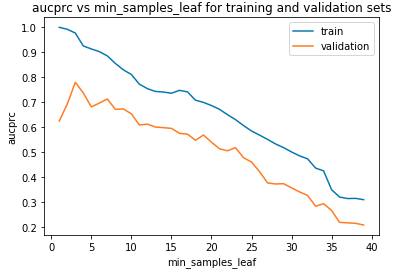 aucprc vs min_samples_leaf for training and validation sets
train
validation
aucprc
1.0
0.9
0.8
0.7
0.6
0.5
0.4
0.3
0.2
0 5 10 15 20 25 30 35 40
min_samples_leaf